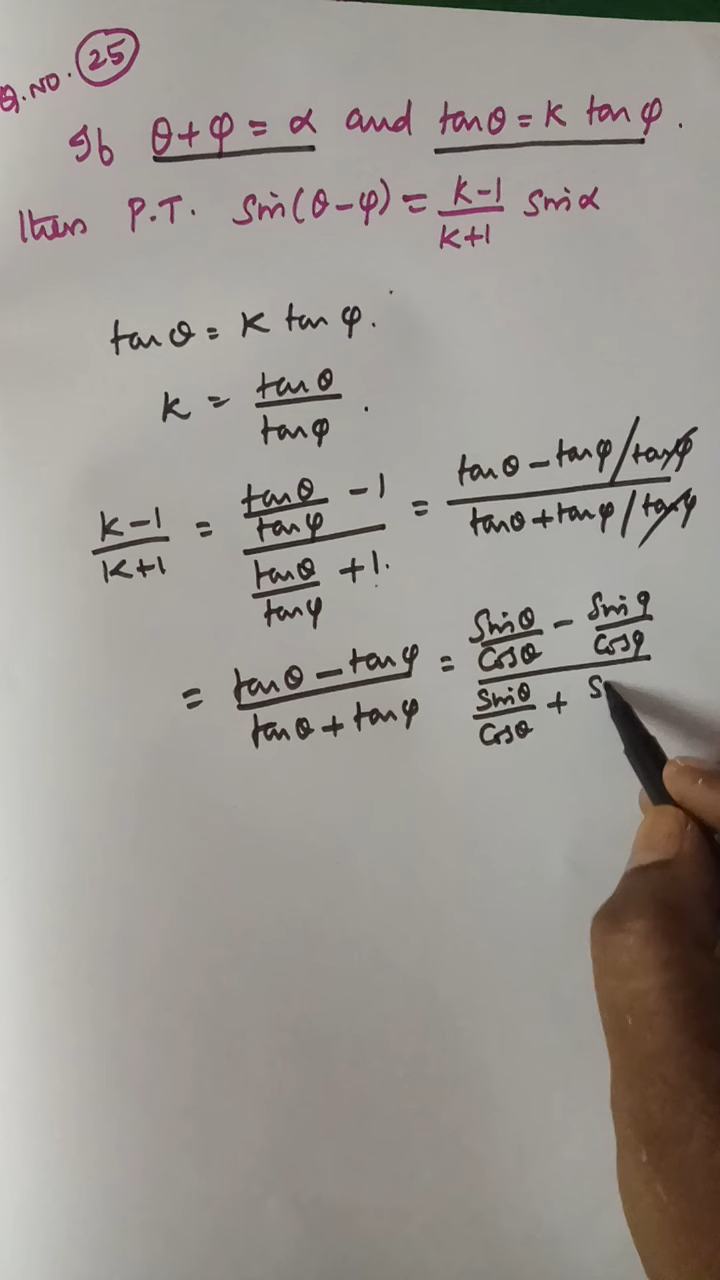 Q.NO. 25
If θ+φ = α and tanθ = K tanφ.
then P.T. Sin(θ-φ) = K-1/K+1 Sinα
tanθ = K tanφ.
K = tanθ/tanφ.
K-1/K+1 = (tanθ/tanφ -1)/(tanθ/tanφ +1.) = (tanθ - tanφ/tanφ)/(tanθ + tanφ/tanφ)
= tanθ - tanφ/tanθ + tanφ = (Sinθ/Cosθ - Sinφ/Cosφ)/(Sinθ/Cosθ + S